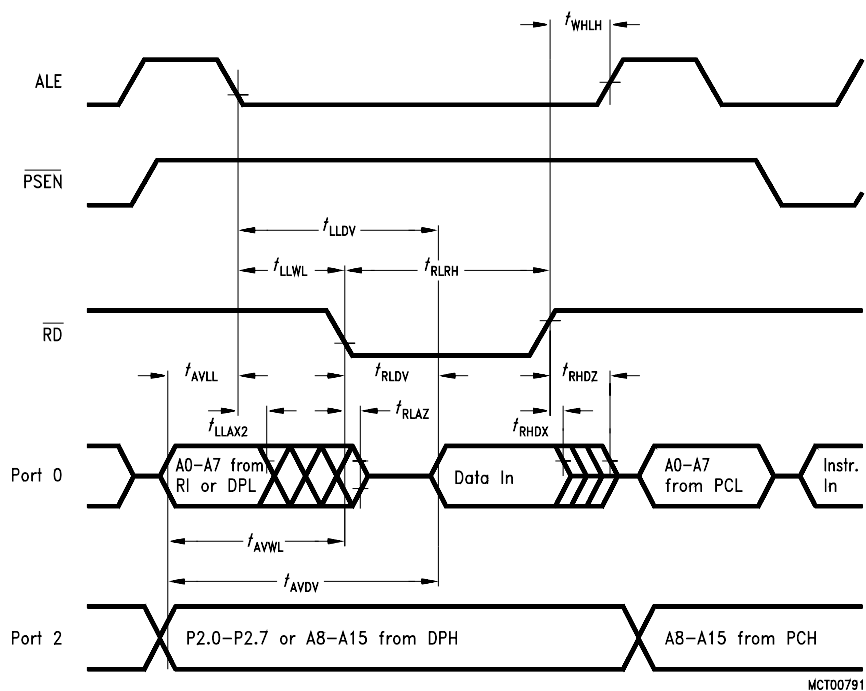 tWHLH
ALE
PSEN
tLLDV
tLLWL
tRLRH
RD
tAVLL
tRLDV
tRHDZ
tLLAX2
tRLAZ
tRHDX
Port 0
A0-A7 from
RI or DPL
Data In
A0-A7
from PCL
Instr.
In
tAVWL
tAVDV
Port 2
P2.0-P2.7 or A8-A15 from DPH
A8-A15 from PCH
MCT00791